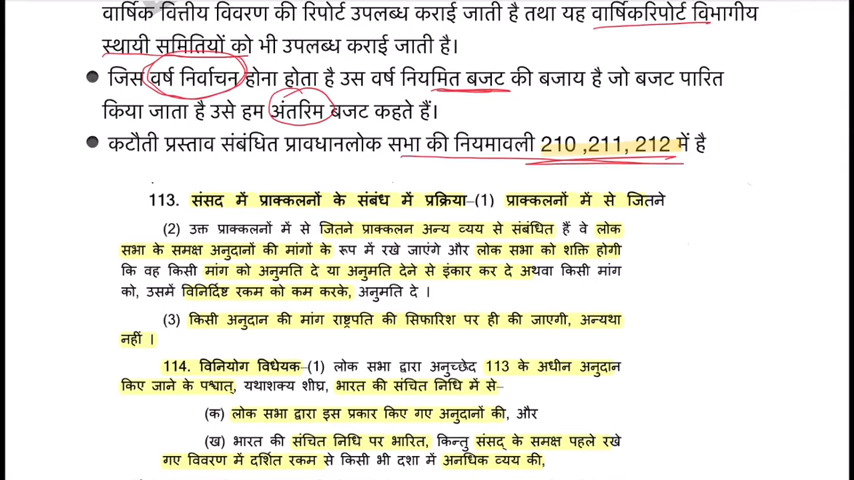 वार्षिक वित्तीय विवरण की रिपोर्ट उपलब्ध कराई जाती है तथा यह वार्षिकरिपोर्ट विभागीय
स्थायी समितियों को भी उपलब्ध कराई जाती है।
● जिस वर्ष निर्वाचन होना होता है उस वर्ष नियमित बजट की बजाय है जो बजट पारित
किया जाता है उसे हम अंतरिम बजट कहते हैं।
● कटौती प्रस्ताव संबंधित प्रावधानलोक सभा की नियमावली 210 ,211, 212 में है
113. संसद में प्राक्कलनों के संबंध में प्रक्रिया–(1) प्राक्कलनों में से जितने
(2) उक्त प्राक्कलनों में से जितने प्राक्कलन अन्य व्यय से संबंधित हैं वे लोक
सभा के समक्ष अनुदानों की मांगों के रूप में रखे जाएंगे और लोक सभा को शक्ति होगी
कि वह किसी मांग को अनुमति दे या अनुमति देने से इंकार कर दे अथवा किसी मांग
को, उसमें विनिर्दिष्ट रकम को कम करके, अनुमति दे ।
(3) किसी अनुदान की मांग राष्ट्रपति की सिफारिश पर ही की जाएगी, अन्यथा
नहीं ।
114. विनियोग विधेयक–(1) लोक सभा द्वारा अनुच्छेद 113 के अधीन अनुदान
किए जाने के पश्चात्, यथाशक्य शीघ्र, भारत की संचित निधि में से–
(क) लोक सभा द्वारा इस प्रकार किए गए अनुदानों की, और
(ख) भारत की संचित निधि पर भारित, किन्तु संसद् के समक्ष पहले रखे
गए विवरण में दर्शित रकम से किसी भी दशा में अनधिक व्यय की,